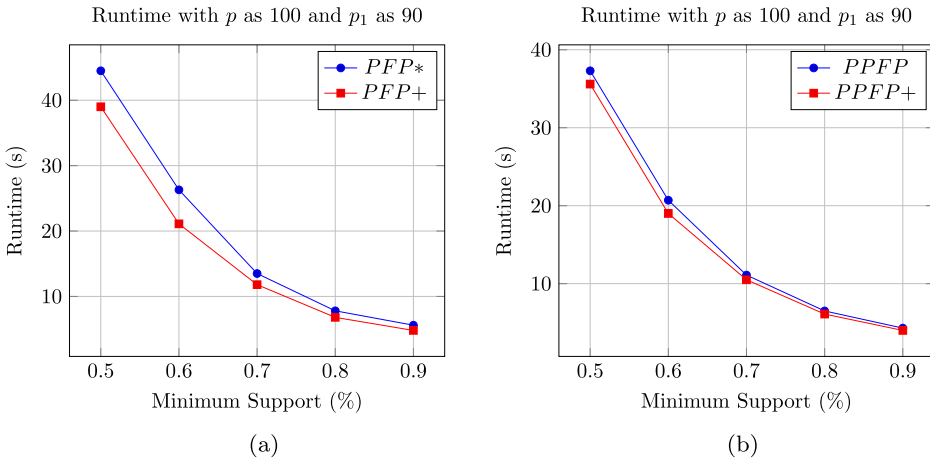 Runtime with p as 100 and p₁ as 90
PFP*
PFP+
40
30
20
10
Runtime (s)
0.5 0.6 0.7 0.8 0.9
Minimum Support (%)
(a)
Runtime with p as 100 and p₁ as 90
PPFP
PPFP+
40
30
20
10
Runtime (s)
0.5 0.6 0.7 0.8 0.9
Minimum Support (%)
(b)